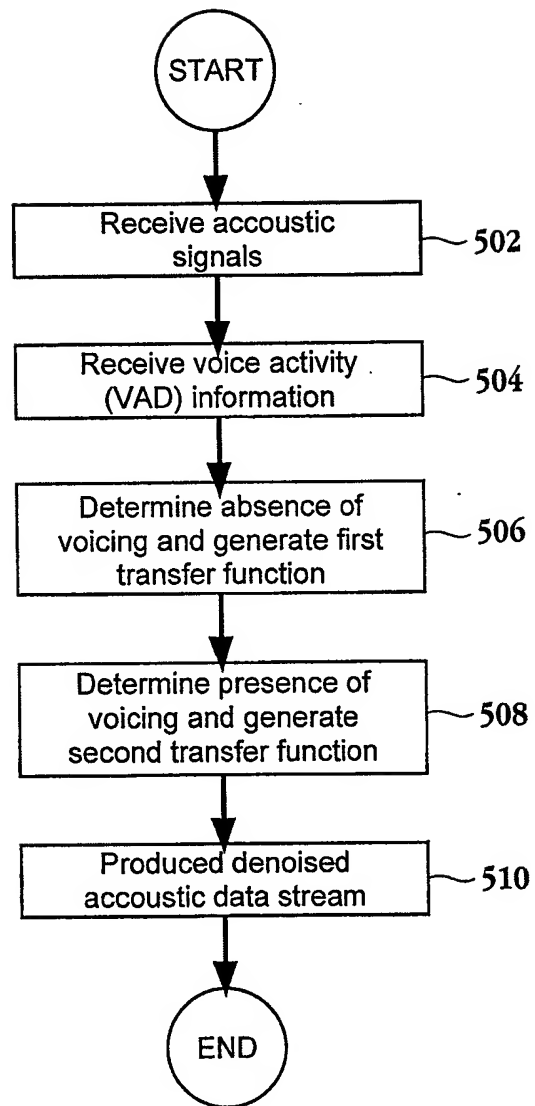 START
Receive accoustic
signals
502
Receive voice activity
(VAD) information
504
Determine absence of
voicing and generate first
transfer function
506
Determine presence of
voicing and generate
second transfer function
508
Produced denoised
accoustic data stream
510
END